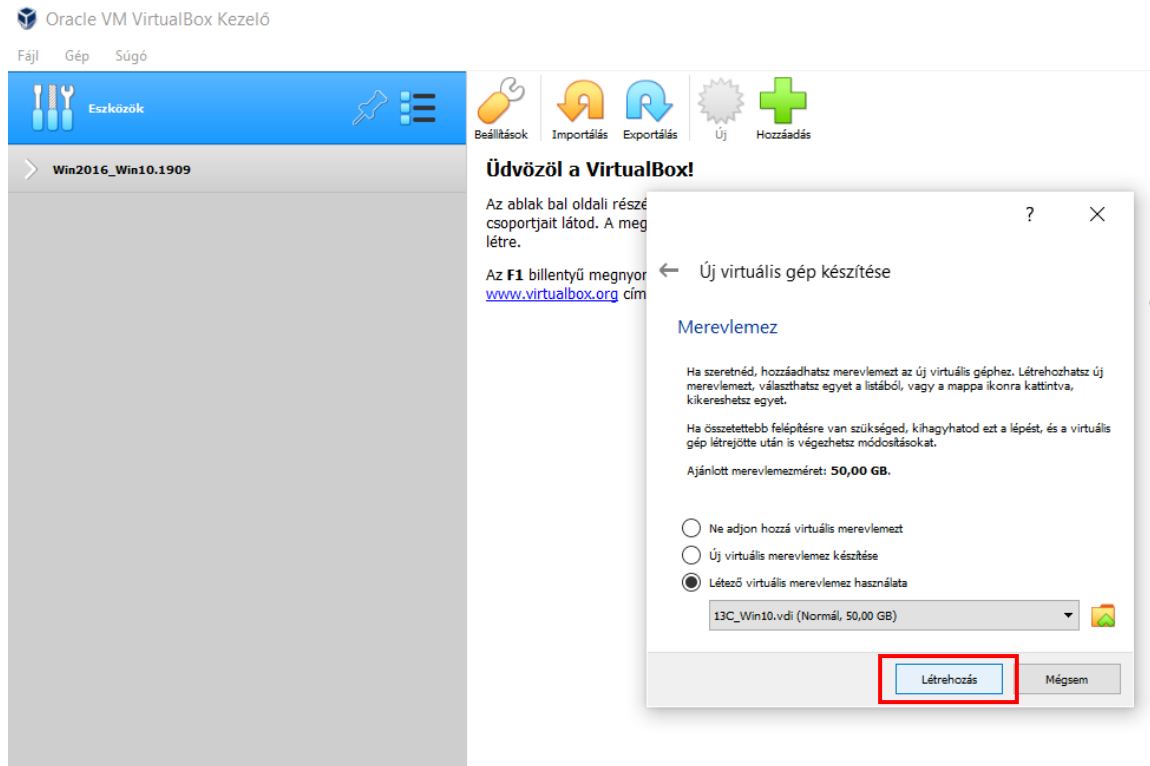 Oracle VM VirtualBox Kezelő
Fájl Gép Súgó
Eszközök
Beállítások Importálás Exportálás Új Hozzáadás
Win2016_Win10.1909
Üdvözöl a VirtualBox!
Az ablak bal oldali részé
csoportjait látod. A meg
létre.
Az F1 billentyű megnyor
www.virtualbox.org cím
?
Új virtuális gép készítése
Merevlemez
Ha szeretnéd, hozzáadhatsz merevlemezt az új virtuális géphez. Létrehozhatsz új
merevlemezt, választhatsz egyet a listából, vagy a mappa ikonra kattintva,
kikereshetsz egyet.
Ha összetettebb felépítésre van szükséged, kihagyhatod ezt a lépést, és a virtuális
gép létrejötte után is végezhetsz módosításokat.
Ajánlott merevlemezméret: 50,00 GB.
Ne adjon hozzá virtuális merevlemezt
Új virtuális merevlemez készítése
Létező virtuális merevlemez használata
13C_Win10.vdi (Normál, 50,00 GB)
Létrehozás Mégsem